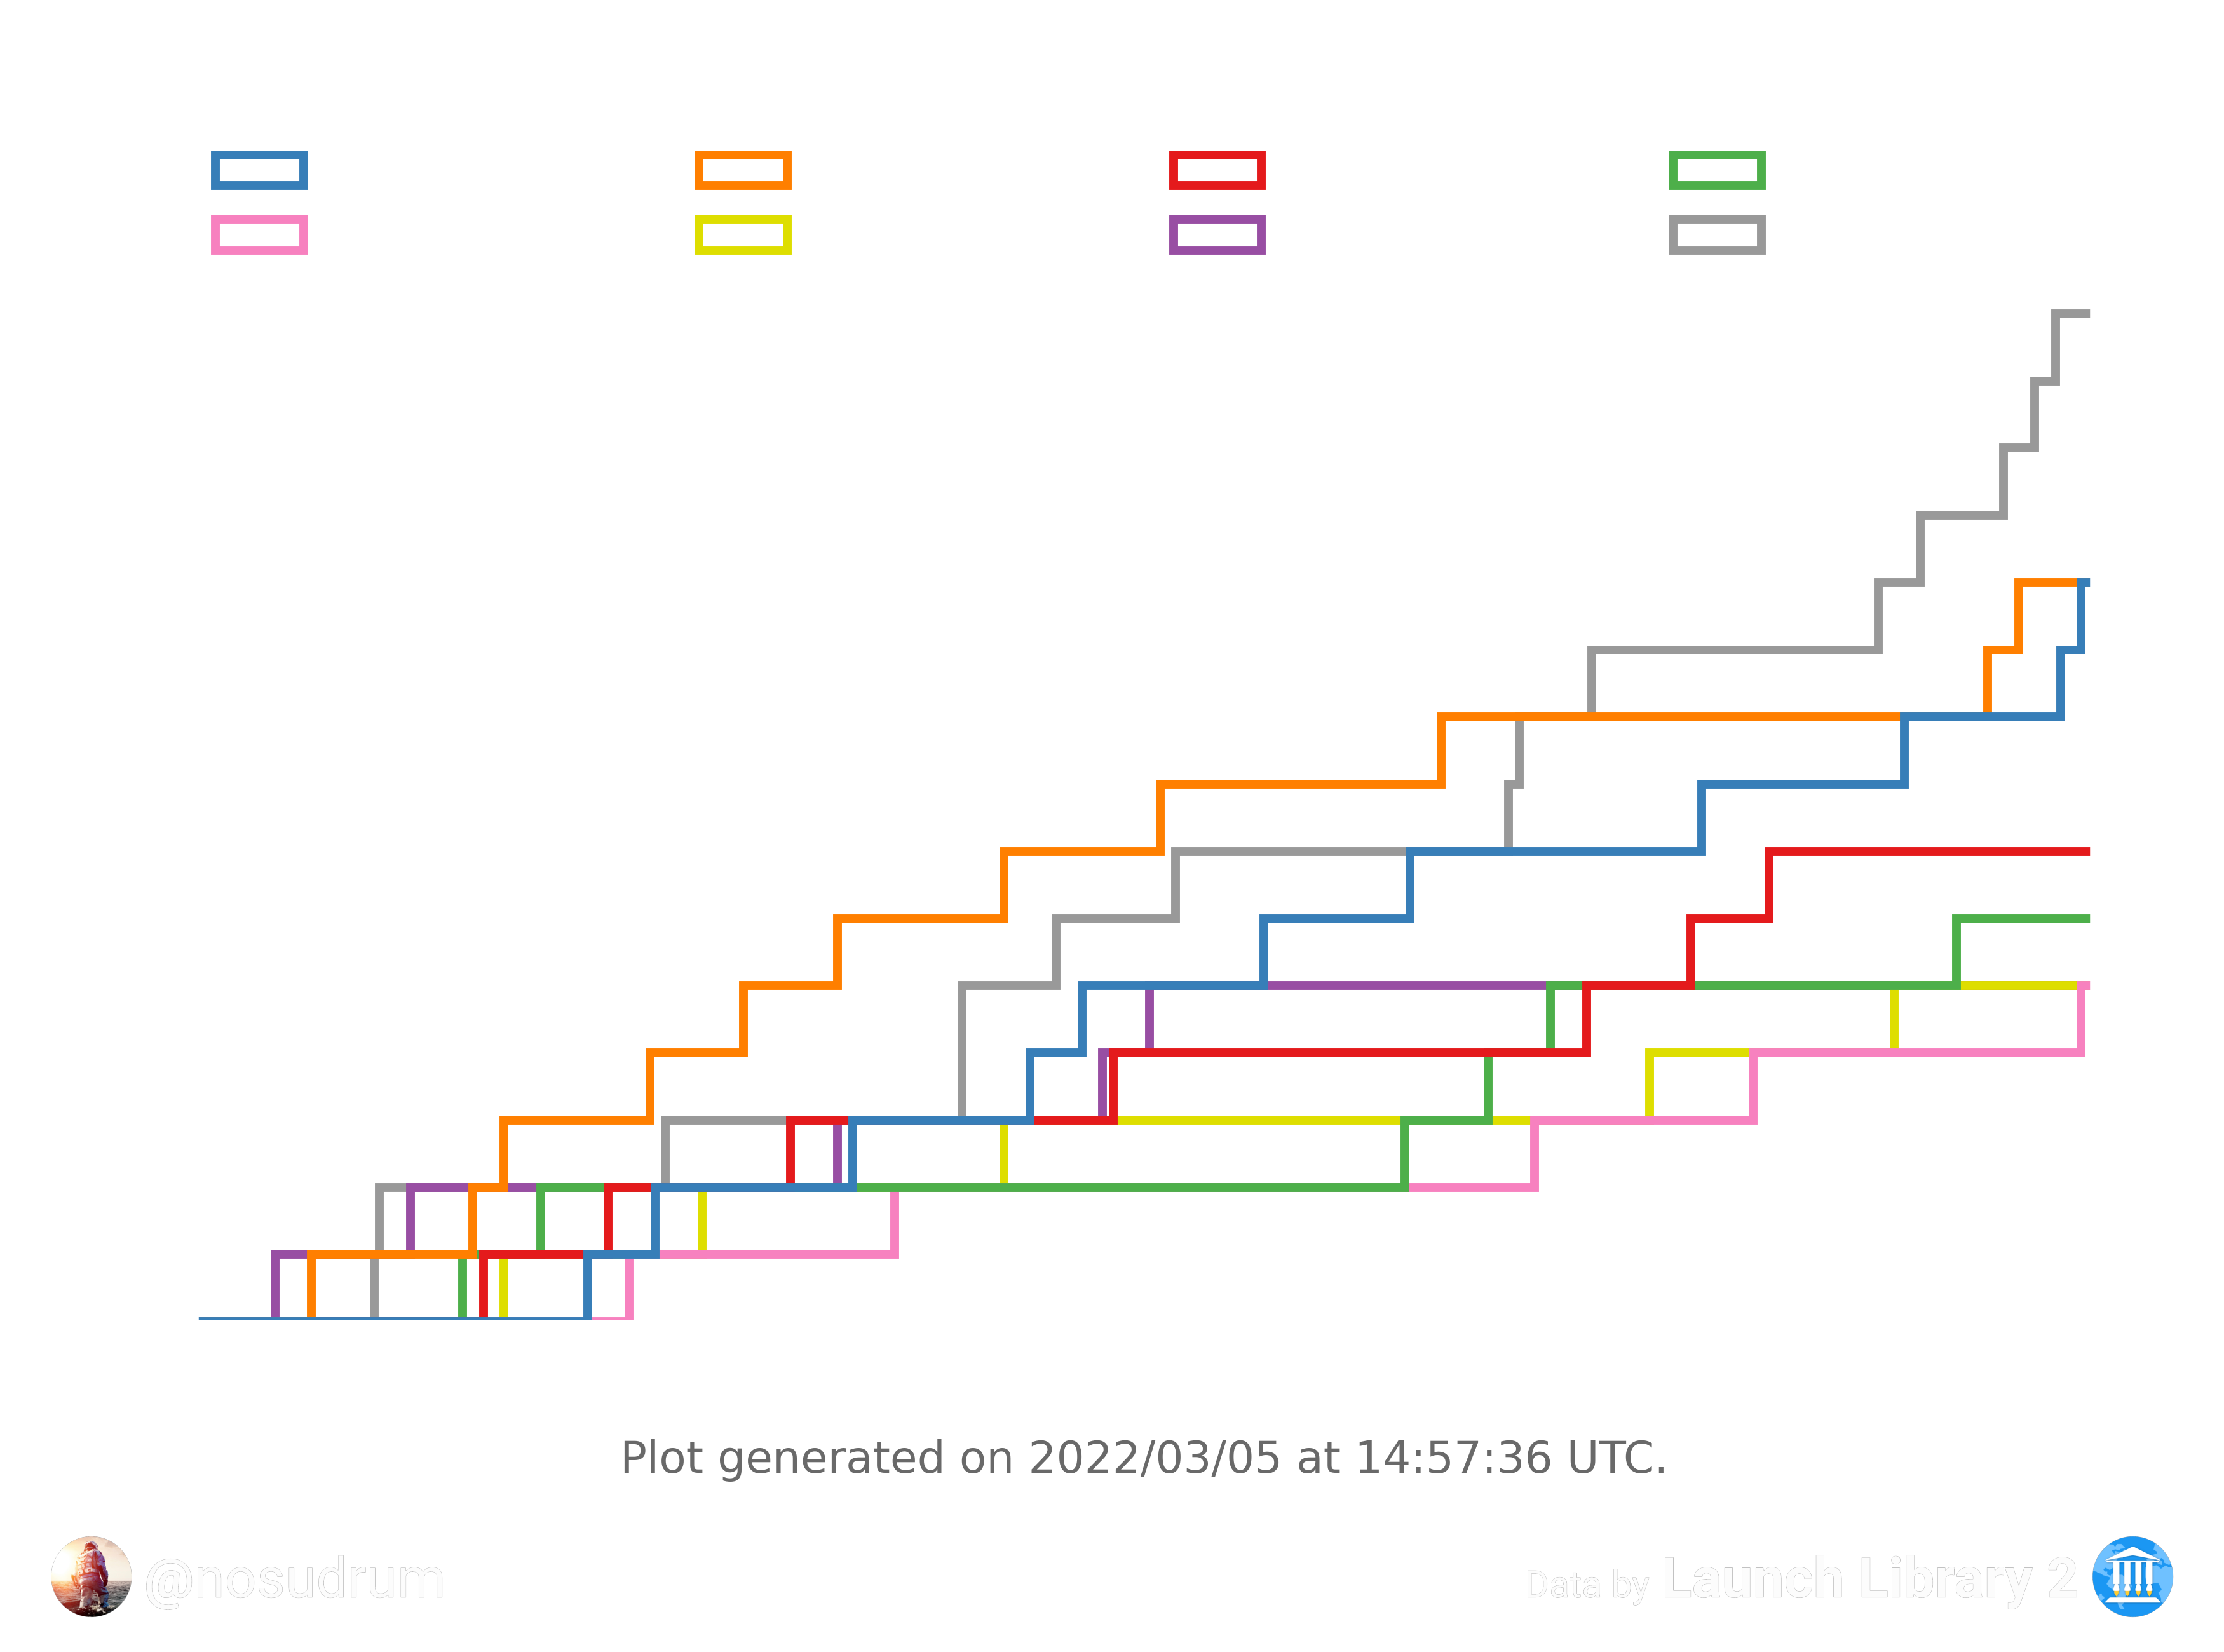 Plot generated on 2022/03/05 at 14:57:36 UTC.
@nosudrum
Data by Launch Library 2